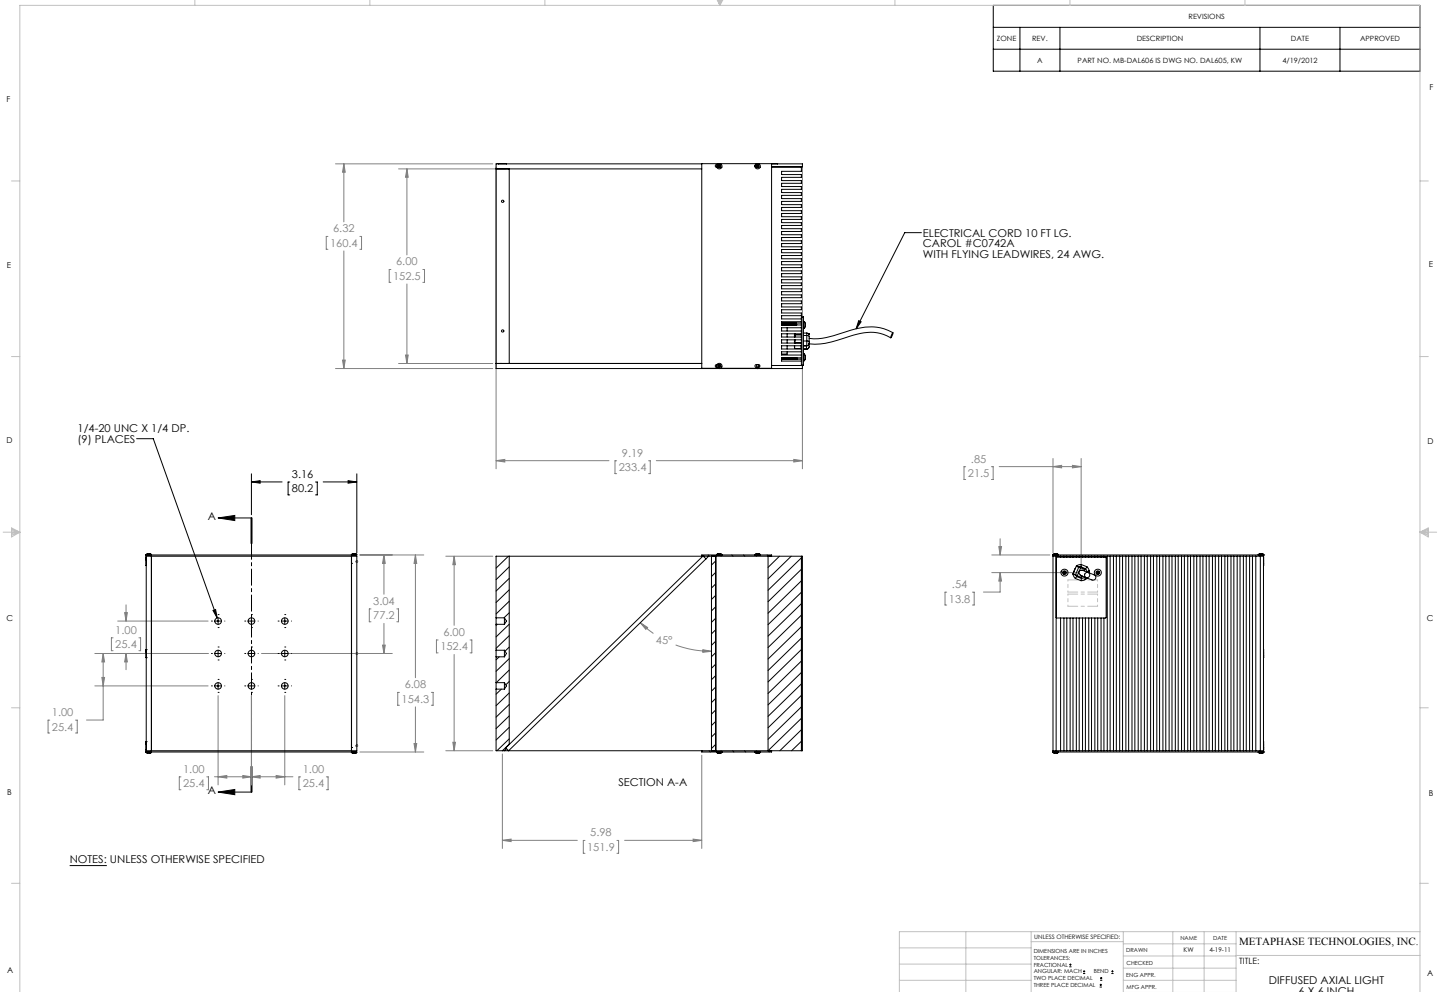 REVISIONS
ZONE REV. DESCRIPTION DATE APPROVED
A PART NO. MB-DAL606 IS DWG NO. DAL605, KW 4/19/2012
F
F
6.32
[160.4]
6.00
[152.5]
ELECTRICAL CORD 10 FT LG.
CAROL #C0742A
WITH FLYING LEADWIRES, 24 AWG.
E
E
9.19
[233.4]
D
D
1/4-20 UNC X 1/4 DP.
(9) PLACES
3.16
[80.2]
A
.85
[21.5]
3.04
[77.2]
1.00
[25.4]
6.00
[152.4]
45°
.54
[13.8]
C
C
6.08
[154.3]
1.00
[25.4]
1.00
[25.4]
1.00
[25.4]
A
SECTION A-A
B
B
5.98
[151.9]
NOTES: UNLESS OTHERWISE SPECIFIED
UNLESS OTHERWISE SPECIFIED:
DIMENSIONS ARE IN INCHES
TOLERANCES:
FRACTIONAL ±
ANGULAR: MACH ± BEND ±
TWO PLACE DECIMAL ±
THREE PLACE DECIMAL ±
NAME DATE
DRAWN KW 4-19-11
CHECKED
ENG APPR.
MFG APPR.
METAPHASE TECHNOLOGIES, INC.
TITLE:
DIFFUSED AXIAL LIGHT
6 X 6 INCH
A
A